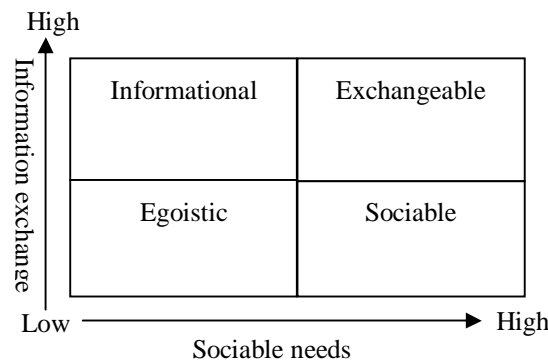 High
Information exchange
Informational
Exchangeable
Egoistic
Sociable
Low
High
Sociable needs